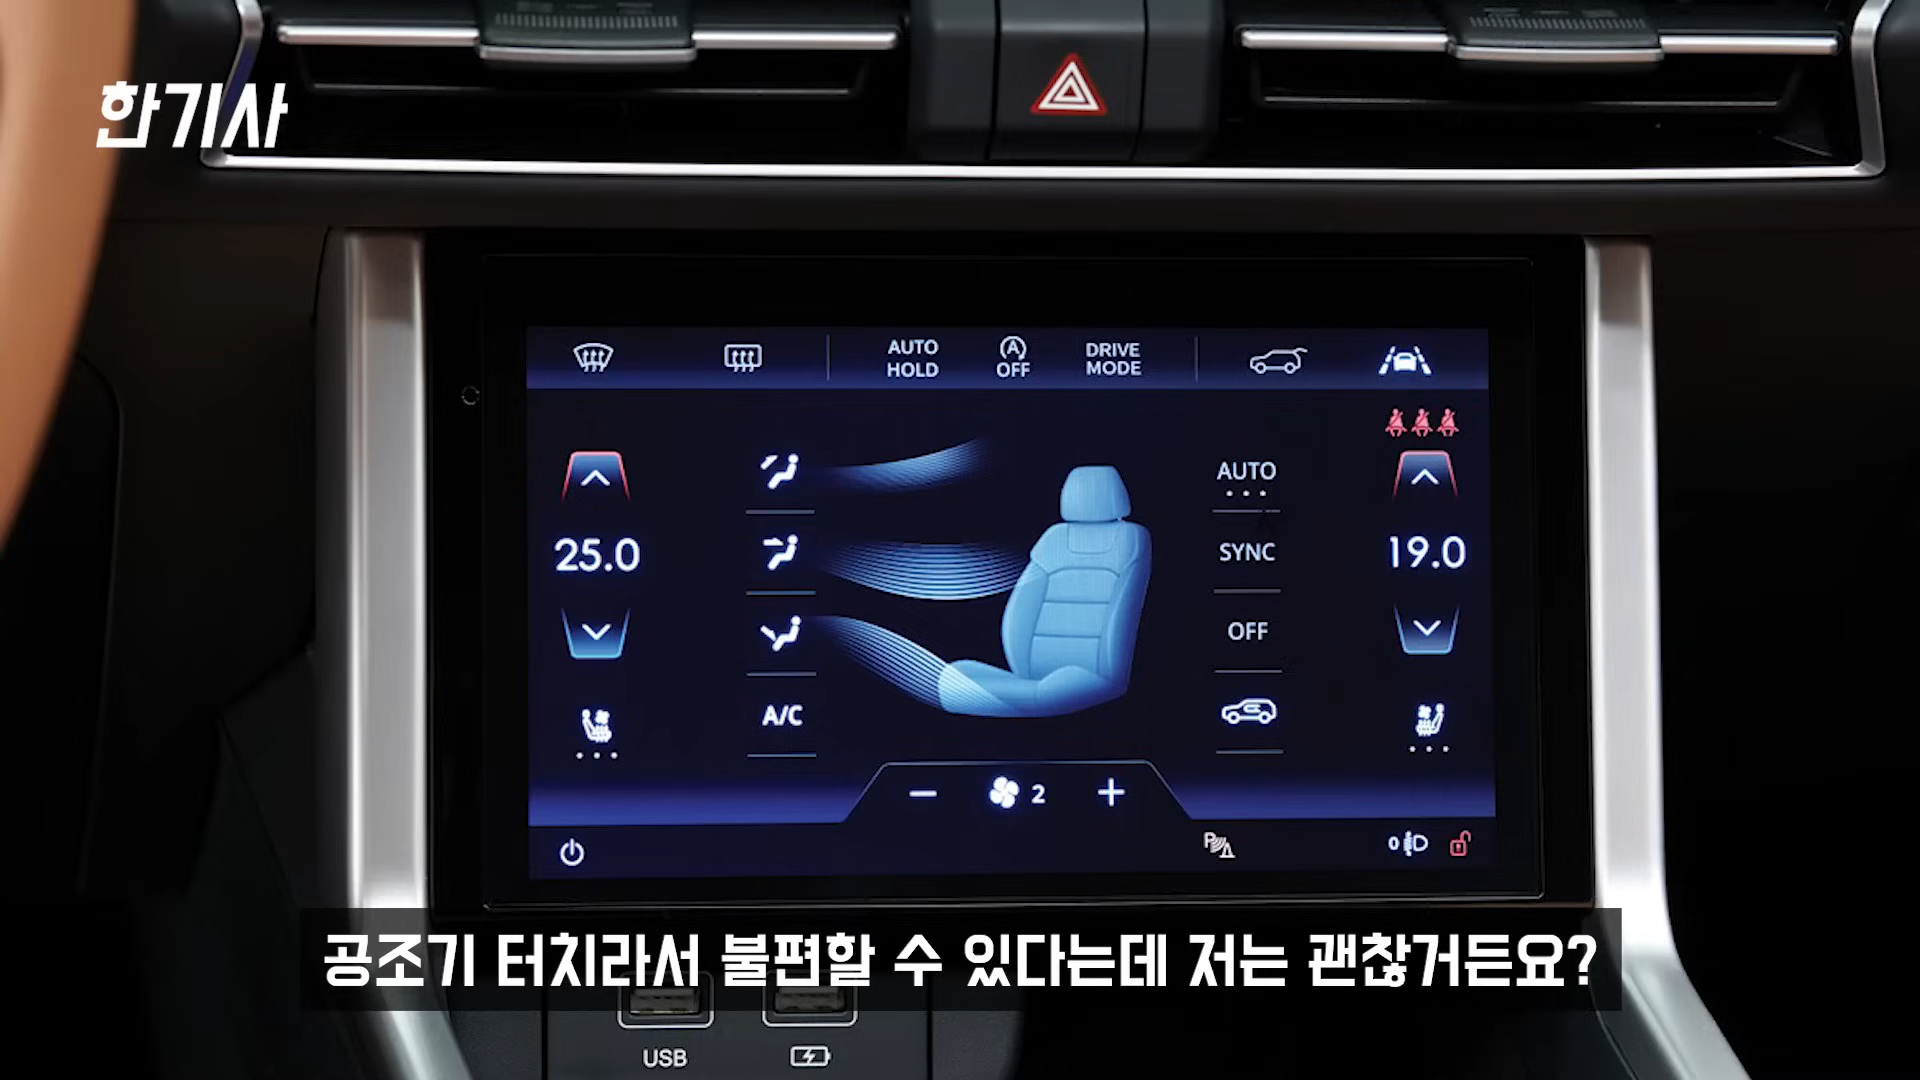 한기사
AUTO HOLD
A OFF
DRIVE MODE
AUTO
25.0
SYNC
19.0
OFF
A/C
2
P
0
공조기 터치라서 불편할 수 있다는데 저는 괜찮거든요?
USB